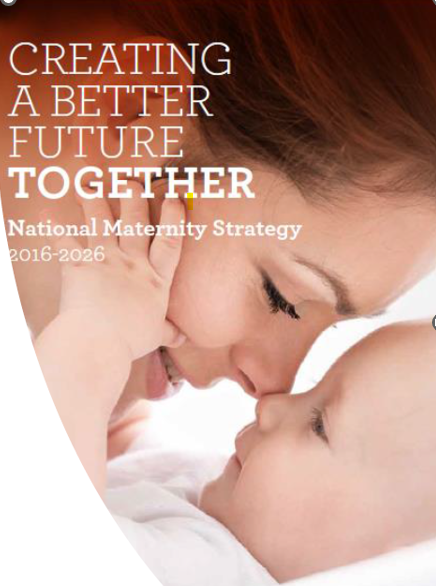 CREATING
A BETTER
FUTURE
TOGETHER
National Maternity Strategy
2016-2026